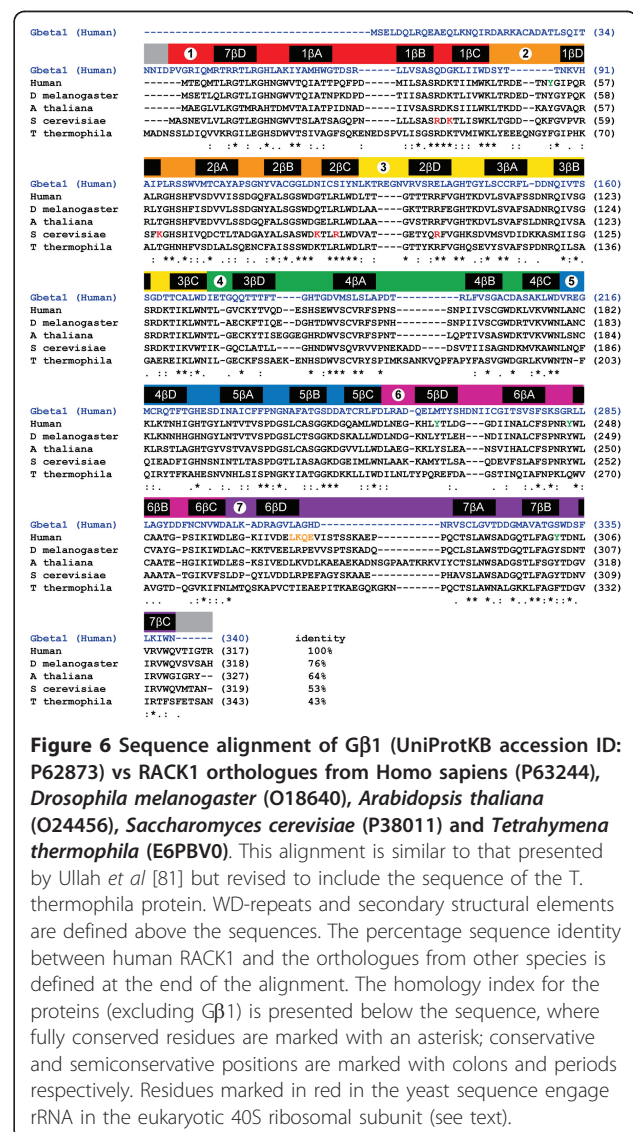 Gbeta1 (Human) ----------------------MSELDQLRQEAEQLKNQIRDARKACADATLSQIT (34)
1 7βD 1βA 1βB 1βC 2 1βD
Gbeta1 (Human) NNIDPVGRIQMRTRRTLRGHLAKIYAMHWGTDSR-------LLVSASQDGKLIIWDSYT------TNKVH (91)
Human -----MTEQMTLRGTLKGHNGWVTQIATTPQFPD-----MILSASRDKTIIMWKLTRDE--TNYGIPQR (57)
D melanogaster ----MSETLQLRGTLIGHNGWVTQIATNPKDPD------TIISASRDKTLIVWKLTRDED-TNYGYPQR (58)
A thaliana -----MAEGLVLKGTMRAHTDMVTAIATPIDNAD-----IIVSASRDKSIILWKLTKDD--KAYGVAQR (57)
S cerevisiae -----MASNEVLVLRGTLEGHNGWVTSLATSAGQPN---LLLSASRDKTLISWKLTGDD--QKFGVPVR (59)
T thermophila --MADNSSLDIQVVKRGILEGHSDWVTSIVAGFSQKENEDSPVLISGSRDKTVMIWKLYEEEQNGYFGIPHK (70)
2βA 2βB 2βC 3 2βD 3βA 3βB
Gbeta1 (Human) AIPLRSSWVMTCAYAPSGNYVACGGLDNICSIYNLKTREGNVRVSRELAGHTGYLSCCRFL-DDNQIVTS (160)
Human ALRGHSHFVSDVVISSDGQFALSGSWDGTLRLWDLTT----GTTTRRFVGHTKDVLSVAFSSDNRQIVSG (123)
D melanogaster RLYGHSHFISDVVLSSDGNYALSGSWDQTLRLWDLAA----GKTTRRFEGHTKDVLSVAFSADNRQIVSG (124)
A thaliana RLTGHSHFVEDVVLSSDGQFALSGSWDGELRLWDLAA----GVSTRRFVGHTKDVLSVAFSLDNRQIVSA (123)
S cerevisiae SFKGHSHIVQDCTLTADGAYALSASWDKTLRLWDVAT----GETYQRFVGHKSDVMSVDIDKKASMIISG (125)
T thermophila ALTGHNHFVSDLALSQENCFAISSSWDKTLRLWDLRT----GTTYKRFVGHQSEVYSVAFSPDNRQILSA (136)
3βC 4 3βD 4βA 4βB 4βC 5
Gbeta1 (Human) SGDTTCALWDIETGQQTTTFT----GHTGDVMSLSLAPDT--------RLFVSGACDASAKLWDVREG (216)
Human SRDKTIKLWNTL-GVCKYTVQD--ESHSEWVSCVRFSPNH--------SNPIIVSCGWDKLVKVWNLANC (182)
D melanogaster SRDKTIKLWNTL-AECKFTIQE--DGHTDWVSCVRFSPNH--------SNPIIVSCGWDRTVKVWNLANC (183)
A thaliana SRDRTIKLWNTL-GECKYTISEGGEGHRDWVSCVRFSPNT--------LQPTIVSASWDKTVKVWNLSNC (184)
S cerevisiae SRDKTIKVWTIK-GQCLATLL----GHNDWVSQVRVVPNEKADD----DSVTIISAGNDKMVKAWNLNQF (186)
T thermophila GAEREIKLWNIL-GECKFSSAEK--ENHSDWVSCVRYSPIMKSANKVQPFAPYFASVGWDGRLKVWNTN-F (203)
4βD 5βA 5βB 5βC 6 5βD 6βA
Gbeta1 (Human) MCRQTFTGHESDINAICFFPNGNAFATGSDDATCRLFDLRAD-QELMTYSHDNIICGITSVSFSKSGRLL (285)
Human KLKTNHIGHTGYLNTVTVSPDGSLCASGGKDGQAMLWDLNEG-KHLYTLDG--GDIINALCFSPNRYWL (248)
D melanogaster KLKNNHHGHNGYLNTVTVSPDGSLCTSGGKDSKALLWDLNDG-KNLYTLEH--NDIINALCFSPNRYWL (249)
A thaliana KLRSTLAGHTGYVSTVAVSPDGSLCASGGKDGVVLLWDLAEG-KKLYSLEA--NSVIHALCFSPNRYWL (250)
S cerevisiae QIEADFIGHNSNINTLTASPDGTLIASAGKDGEIMLWNLAAK-KAMYTLSA--QDEVFSLAFSPNRYWL (252)
T thermophila QIRYTFKAHESNVNHLSISPNGKYIATGGKDKKLLIWDILNLTYPQREFDA--GSTINQIAFNPKLQWV (270)
6βB 6βC 7 6βD 7βA 7βB
Gbeta1 (Human) LAGYDDFNCNVWDALK-ADRAGVLAGHD------------NRVSCLGVTDDGMAVATGSWDSF (335)
Human CAATG-PSIKIWDLEG-KIIVDELKQEVISTSSKAEP-------PQCTSLAWSADGQTLFAGYTDNL (306)
D melanogaster CVAYG-PSIKIWDLACKKTVEELRPEVVSPTSKADQ-------PQCLSLAWSTDGQTLFAGYSDNT (307)
A thaliana CAATE-HGIKIWDLESKSIVEDLKVDLKAEAEKADNSGPAATKRKVIYCTSLNWSADGSTLFSGYTDGV (318)
S cerevisiae AAATA-TGIKVFSLDP-QYLVDDLRPEFAGYSKAAE-------PHAVSLAWSADGQTLFAGYTDNV (309)
T thermophila AVGTDQGVKIFNLMTQSKAPVCTIEAEPITKAEGQKGKN----PQCTSLAWNALGKKLFAGFTDGV (332)
7βC
Gbeta1 (Human) LKIWN------ (340) identity
Human VRVWQVTIGTR (317) 100%
D melanogaster IRVWQVSVSAH (318) 76%
A thaliana IRVWGIGRY-- (327) 64%
S cerevisiae IRVWQVMTAN- (319) 53%
T thermophila IRTFSFETSAN (343) 43%
:*.: .
Figure 6 Sequence alignment of Gβ1 (UniProtKB accession ID:
P62873) vs RACK1 orthologues from Homo sapiens (P63244),
Drosophila melanogaster (O18640), Arabidopsis thaliana
(O24456), Saccharomyces cerevisiae (P38011) and Tetrahymena
thermophila (E6PBV0). This alignment is similar to that presented
by Ullah et al [81] but revised to include the sequence of the T.
thermophila protein. WD-repeats and secondary structural elements
are defined above the sequences. The percentage sequence identity
between human RACK1 and the orthologues from other species is
defined at the end of the alignment. The homology index for the
proteins (excluding Gβ1) is presented below the sequence, where
fully conserved residues are marked with an asterisk; conservative
and semiconservative positions are marked with colons and periods
respectively. Residues marked in red in the yeast sequence engage
rRNA in the eukaryotic 40S ribosomal subunit (see text).